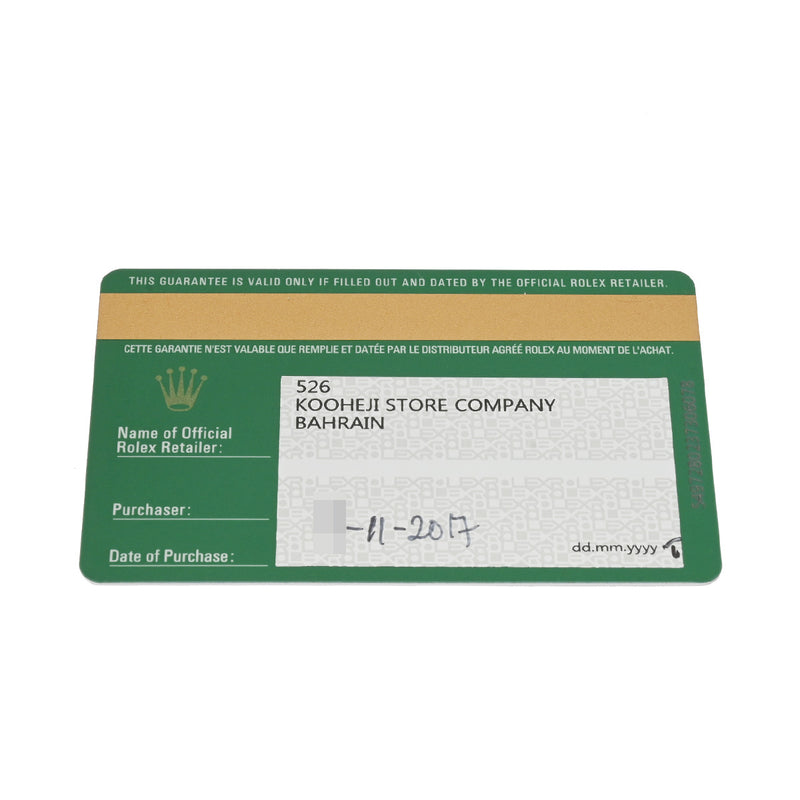 THIS GUARANTEE IS VALID ONLY IF FILLED OUT AND DATED BY THE OFFICIAL ROLEX RETAILER.
CETTE GARANTIE N'EST VALABLE QUE REMPLIE ET DATÉE PAR LE DISTRIBUTEUR AGRÉÉ ROLEX AU MOMENT DE L'ACHAT.
526
KOOHEJI STORE COMPANY
BAHRAIN
Name of Official
Rolex Retailer:
Purchaser:
-11-2017
Date of Purchase:
dd.mm.yyyy